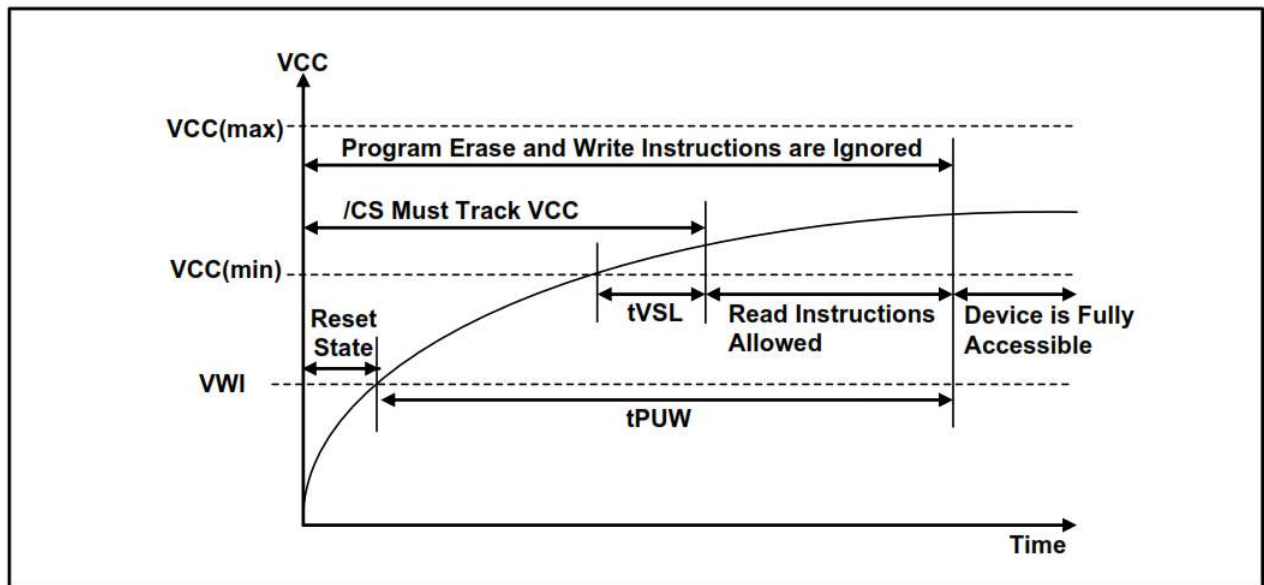 VCC
VCC(max)
Program Erase and Write Instructions are Ignored
/CS Must Track VCC
VCC(min)
Reset
State
tVSL
Read Instructions
Allowed
Device is Fully
Accessible
VWI
tPUW
Time